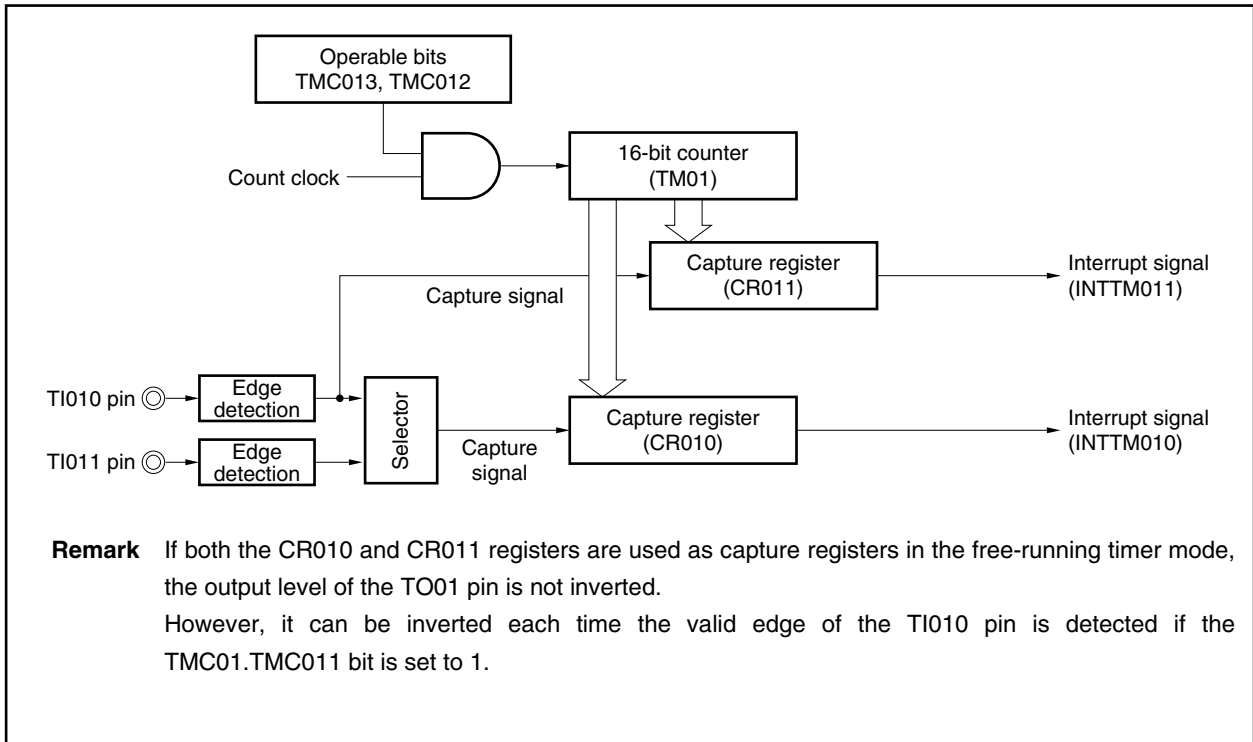 Operable bits
TMC013, TMC012
Count clock
16-bit counter
(TM01)
Capture register
(CR011)
Interrupt signal
(INTTM011)
Capture signal
TI010 pin
Edge
detection
Selector
Capture register
(CR010)
Interrupt signal
(INTTM010)
TI011 pin
Edge
detection
Capture
signal
Remark If both the CR010 and CR011 registers are used as capture registers in the free-running timer mode,
the output level of the TO01 pin is not inverted.
However, it can be inverted each time the valid edge of the TI010 pin is detected if the
TMC01.TMC011 bit is set to 1.